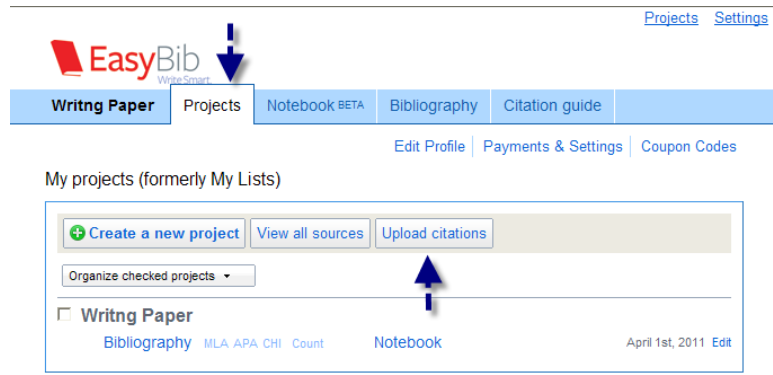 Projects Settings
EasyBib
Write Smart.
Writng Paper Projects Notebook BETA Bibliography Citation guide
Edit Profile Payments & Settings Coupon Codes
My projects (formerly My Lists)
Create a new project View all sources Upload citations
Organize checked projects
Writng Paper
Bibliography MLA APA CHI Count Notebook April 1st, 2011 Edit